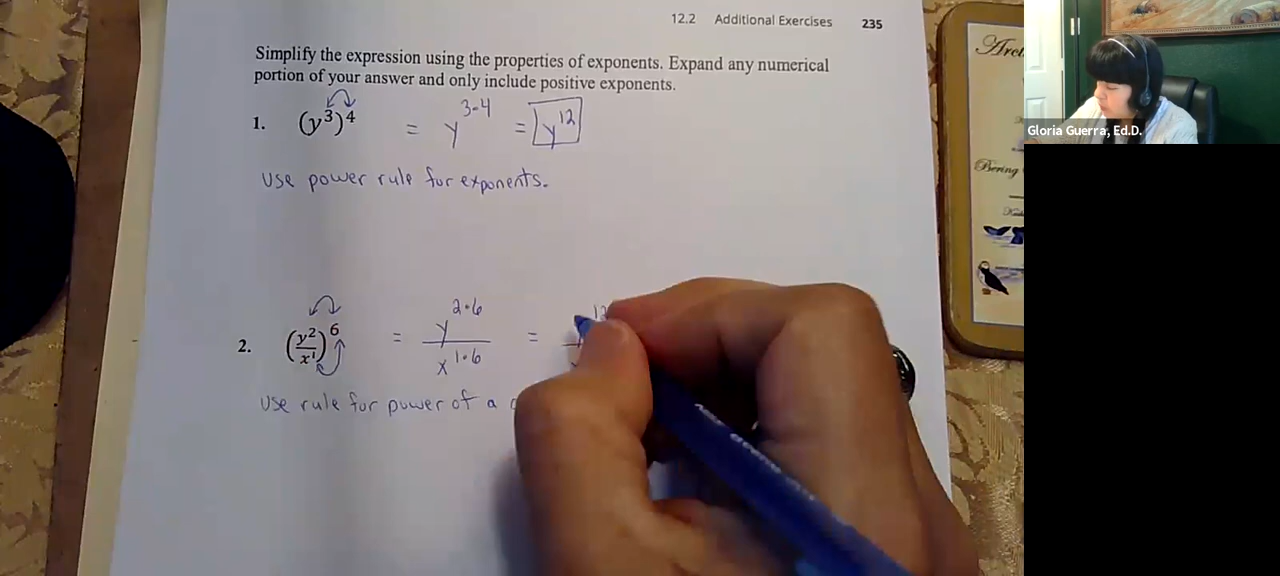 12.2 Additional Exercises 235
Simplify the expression using the properties of exponents. Expand any numerical
portion of your answer and only include positive exponents.
1. (y³)⁴ = y^3·4 = y^12
Use power rule for exponents.
2. (y²/x¹)⁶ = y^2·6/x^1·6 =
Use rule for power of a
Bering
Gloria Guerra, Ed.D.